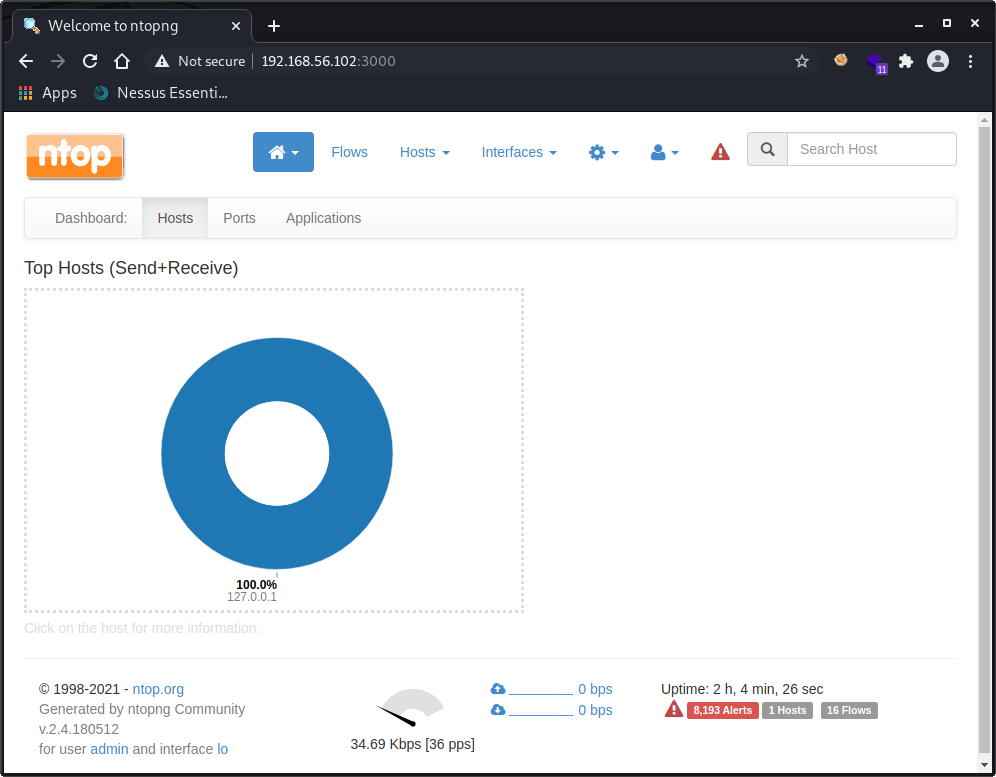 Welcome to ntopng
Not secure 192.168.56.102:3000
11
Apps Nessus Essenti...
ntop Flows Hosts Interfaces Search Host
Dashboard: Hosts Ports Applications
Top Hosts (Send+Receive)
100.0%
127.0.0.1
Click on the host for more information.
© 1998-2021 - ntop.org
Generated by ntopng Community
v.2.4.180512
for user admin and interface lo
34.69 Kbps [36 pps]
0 bps
0 bps
Uptime: 2 h, 4 min, 26 sec
8,193 Alerts 1 Hosts 16 Flows